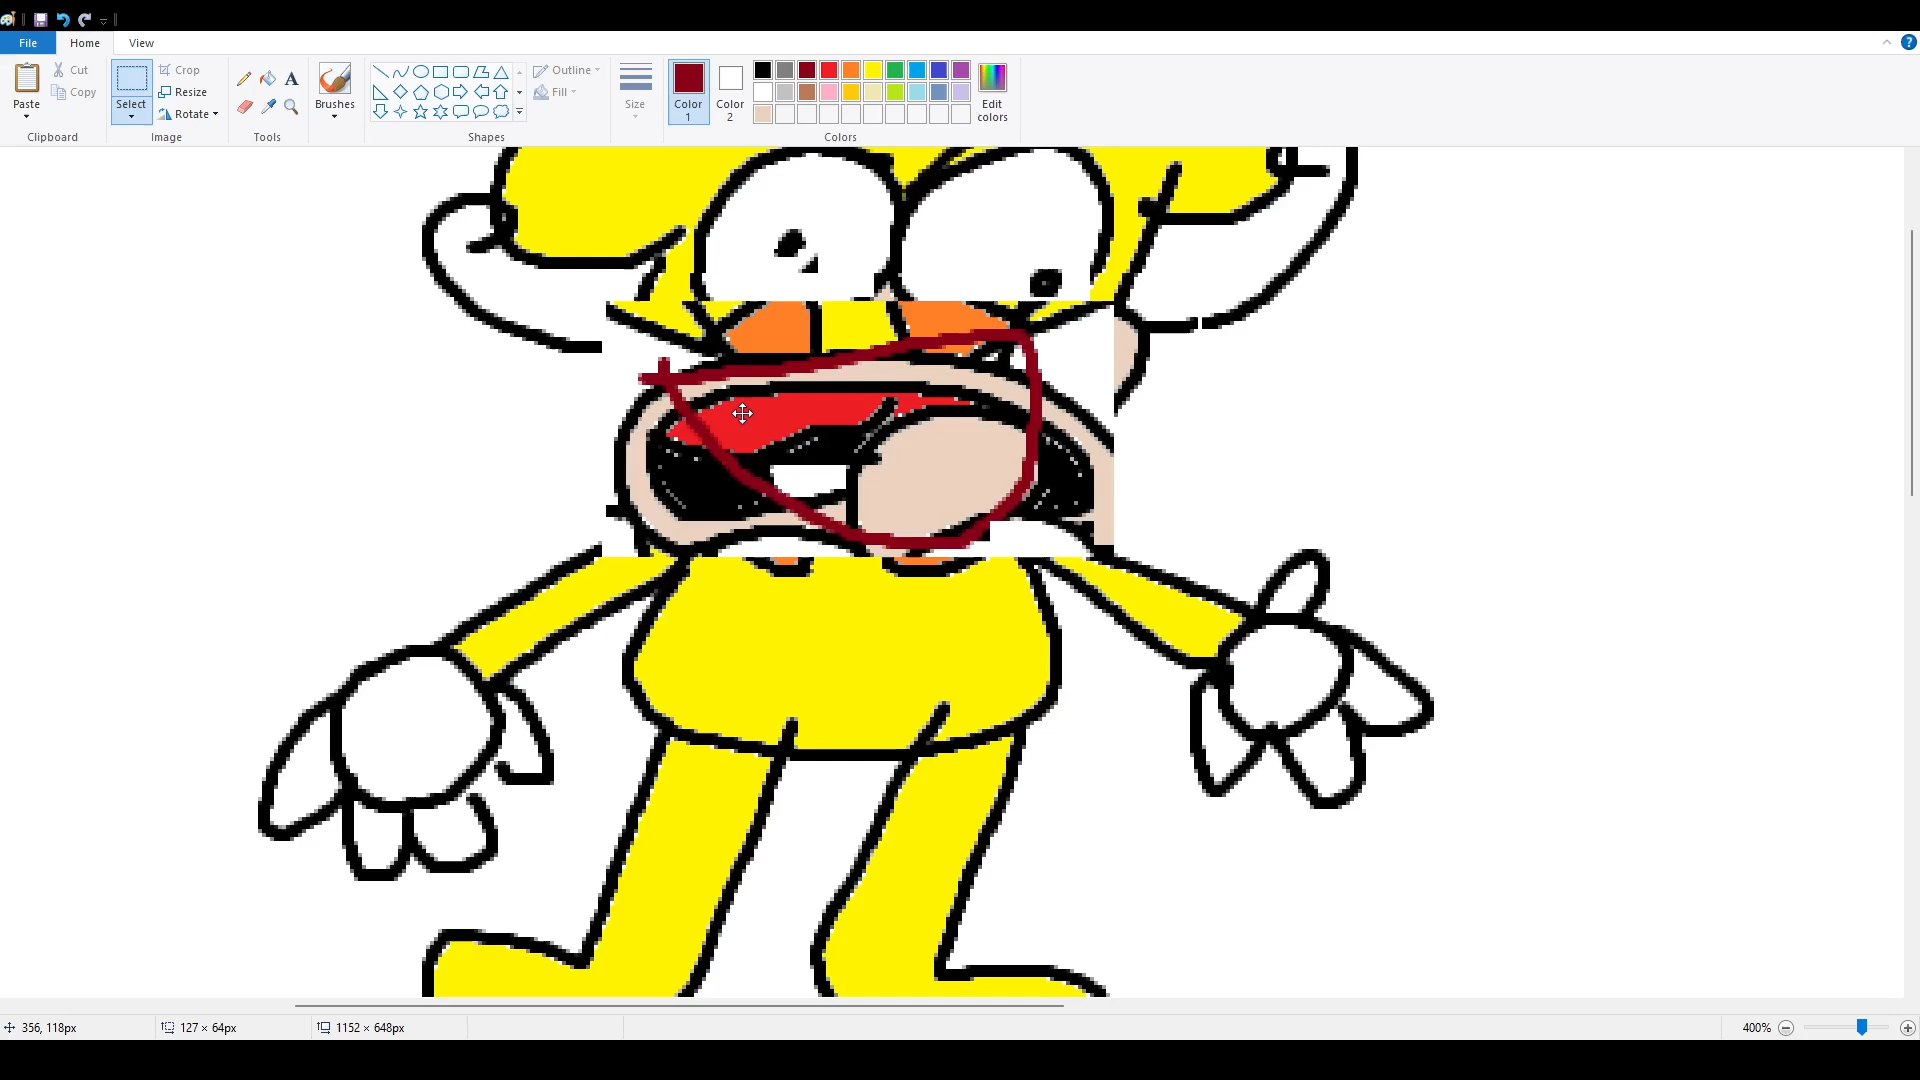 File Home View
?
Paste
Cut
Copy
Clipboard
Select
Crop
Resize
Rotate
Image
A
Tools
Brushes
Shapes
Outline
Fill
Size
Color
1
Color
2
Edit
colors
Colors
356, 118px
127 × 64px
1152 × 648px
400%